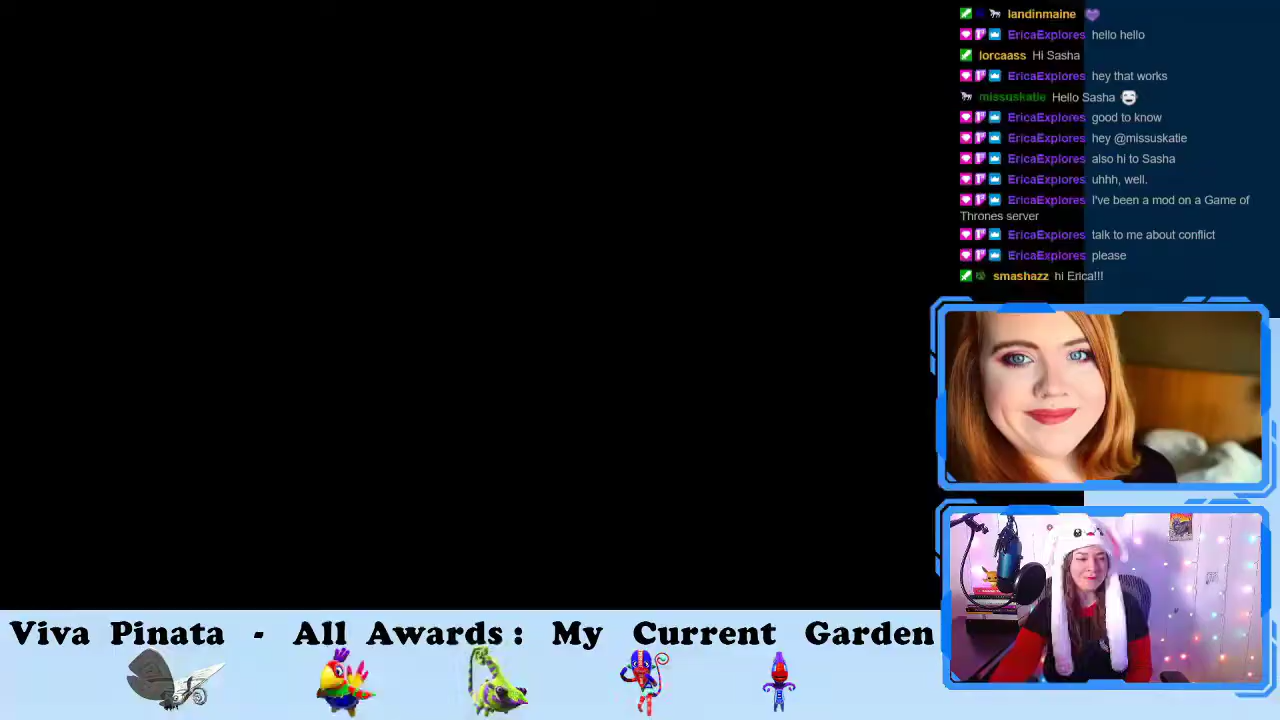 landinmaine
EricaExplores hello hello
lorcaass Hi Sasha
EricaExplores hey that works
missuskatie Hello Sasha
EricaExplores good to know
EricaExplores hey @missuskatie
EricaExplores also hi to Sasha
EricaExplores uhhh, well.
EricaExplores I've been a mod on a Game of
Thrones server
EricaExplores talk to me about conflict
EricaExplores please
smashazz hi Erica!!!
Viva Pinata - All Awards: My Current Garden